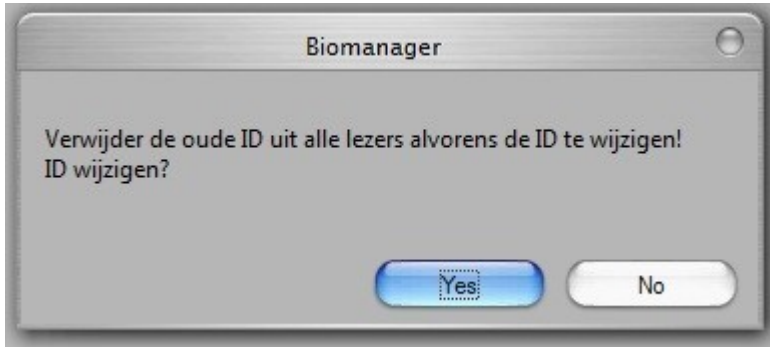 Biomanager
Verwijder de oude ID uit alle lezers alvorens de ID te wijzigen!
ID wijzigen?
Yes No